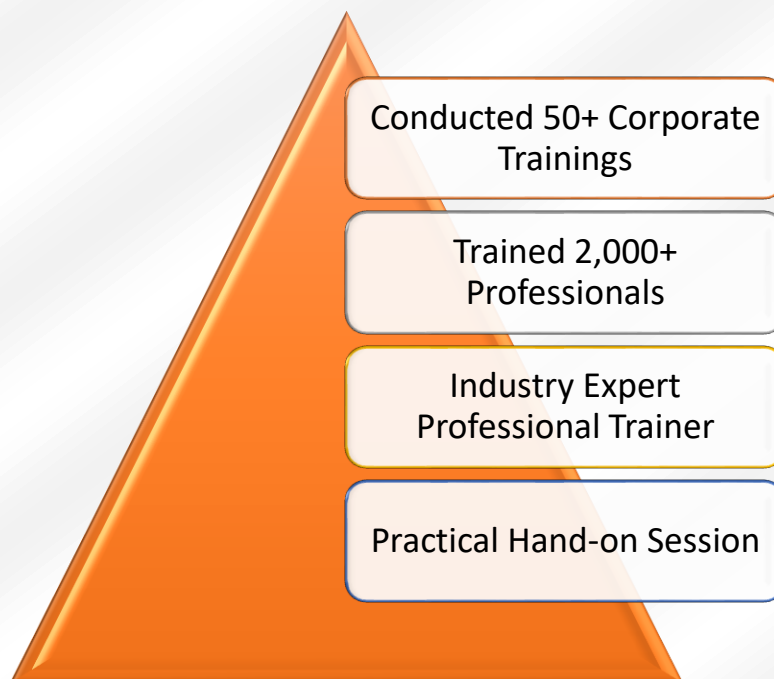 Conducted 50+ Corporate
Trainings
Trained 2,000+
Professionals
Industry Expert
Professional Trainer
Practical Hand-on Session